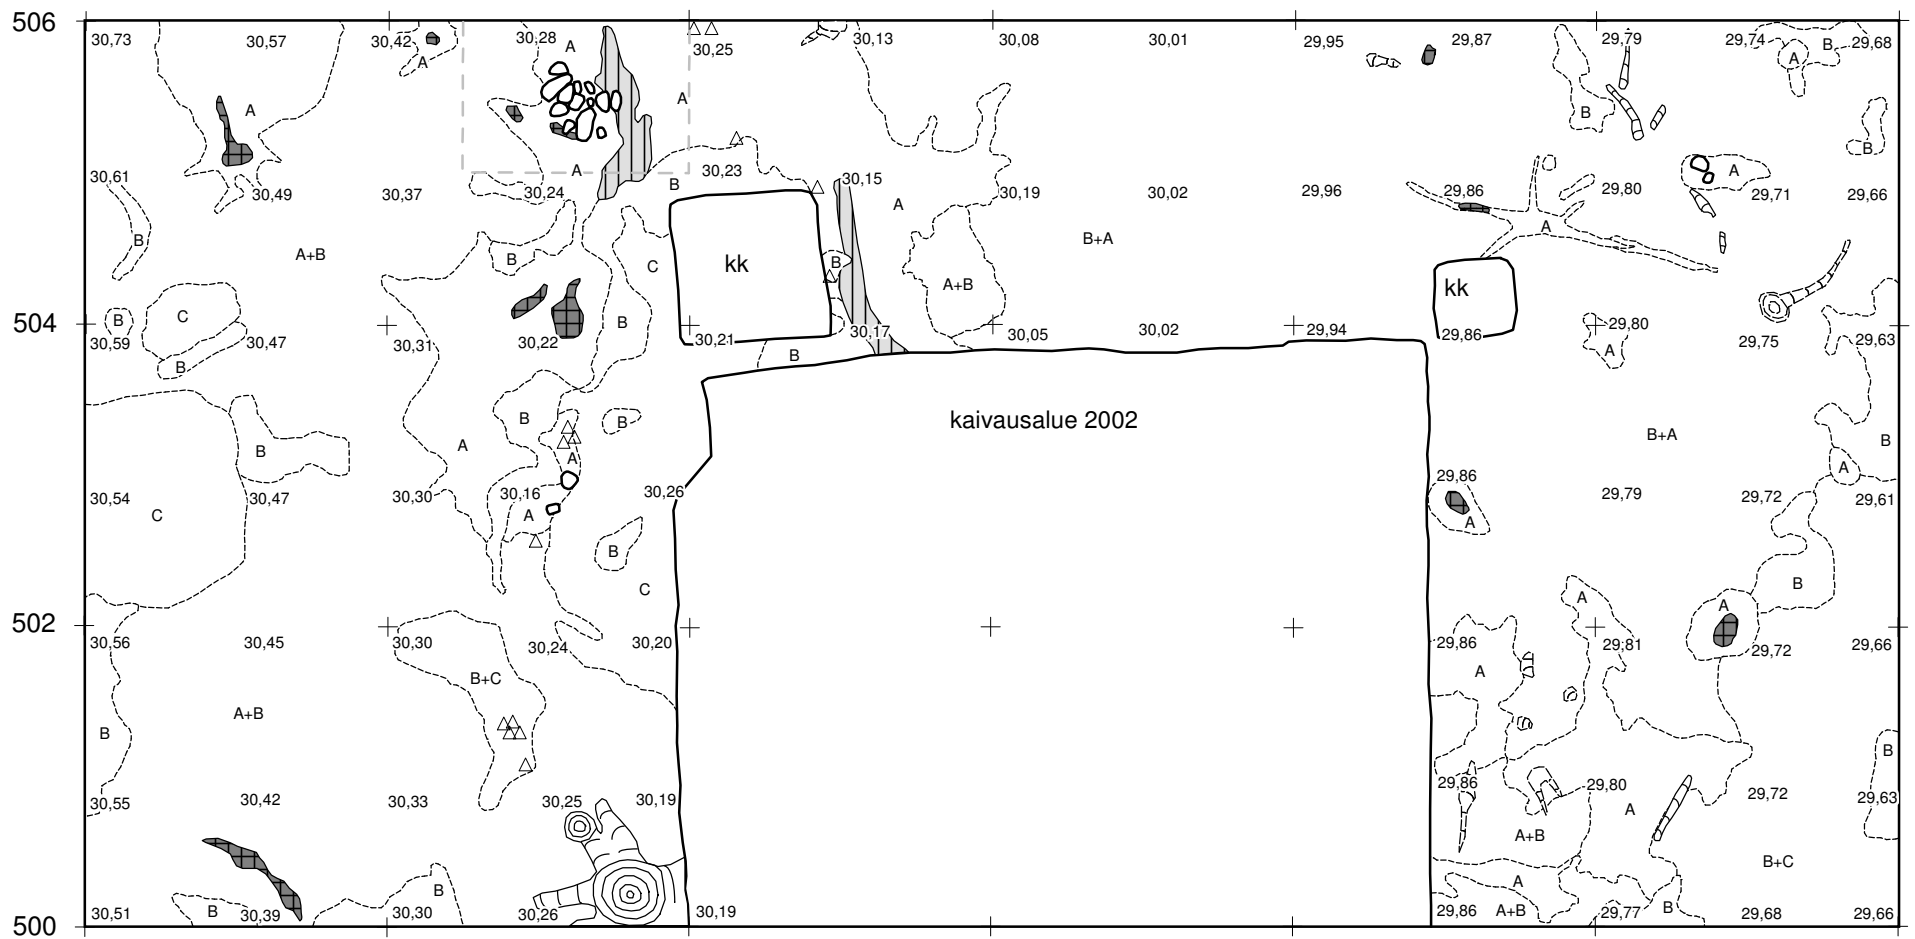 506
30,73 30,57 30,42 30,28 A 30,25 30,13 30,08 30,01 29,95 29,87 29,79 29,74 B 29,68
A A A
A A B
30,61 A 30,23 30,15 B A
30,49 30,37 30,24 B A 30,19 30,02 29,96 29,86 29,80 29,71 29,66
B A+B B C kk B B+A A
A+B kk
504 B C B
30,59 30,47 30,31 30,22 30,21 30,17 30,05 30,02 29,94 29,86 29,80 29,75 29,63
B B A
B B kaivausalue 2002
B A A B+A B
A
30,54 30,47 30,30 30,16 30,26 29,86 29,79 29,72 29,61
C A A
B
C B
A A
502
30,56 30,45 30,30 30,24 30,20 29,86 29,81 29,72 29,66
B+C A
A+B
B B
30,55 30,42 30,33 30,25 30,19 29,86 29,80 29,72 29,63
A
A+B
B+C
B A
30,51 B 30,39 30,30 30,26 30,19 29,86 A+B 29,77 B 29,68 29,66
500